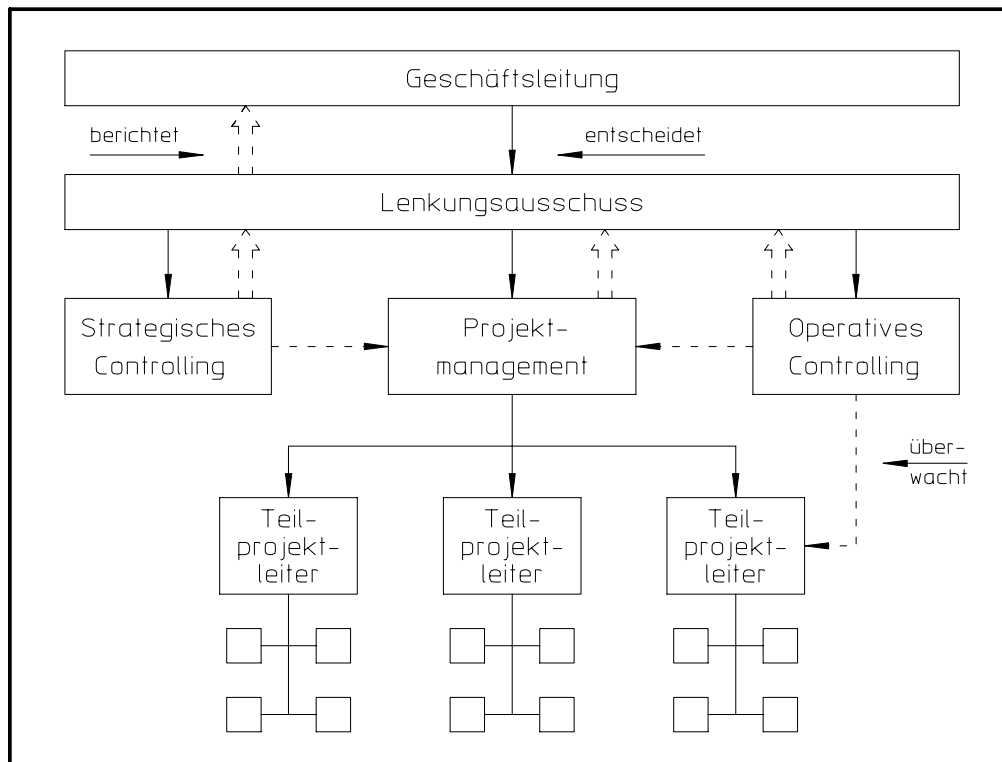 Geschäftsleitung
berichtet
entscheidet
Lenkungsausschuss
Strategisches
Controlling
Projekt-
management
Operatives
Controlling
über-
wacht
Teil-
projekt-
leiter
Teil-
projekt-
leiter
Teil-
projekt-
leiter